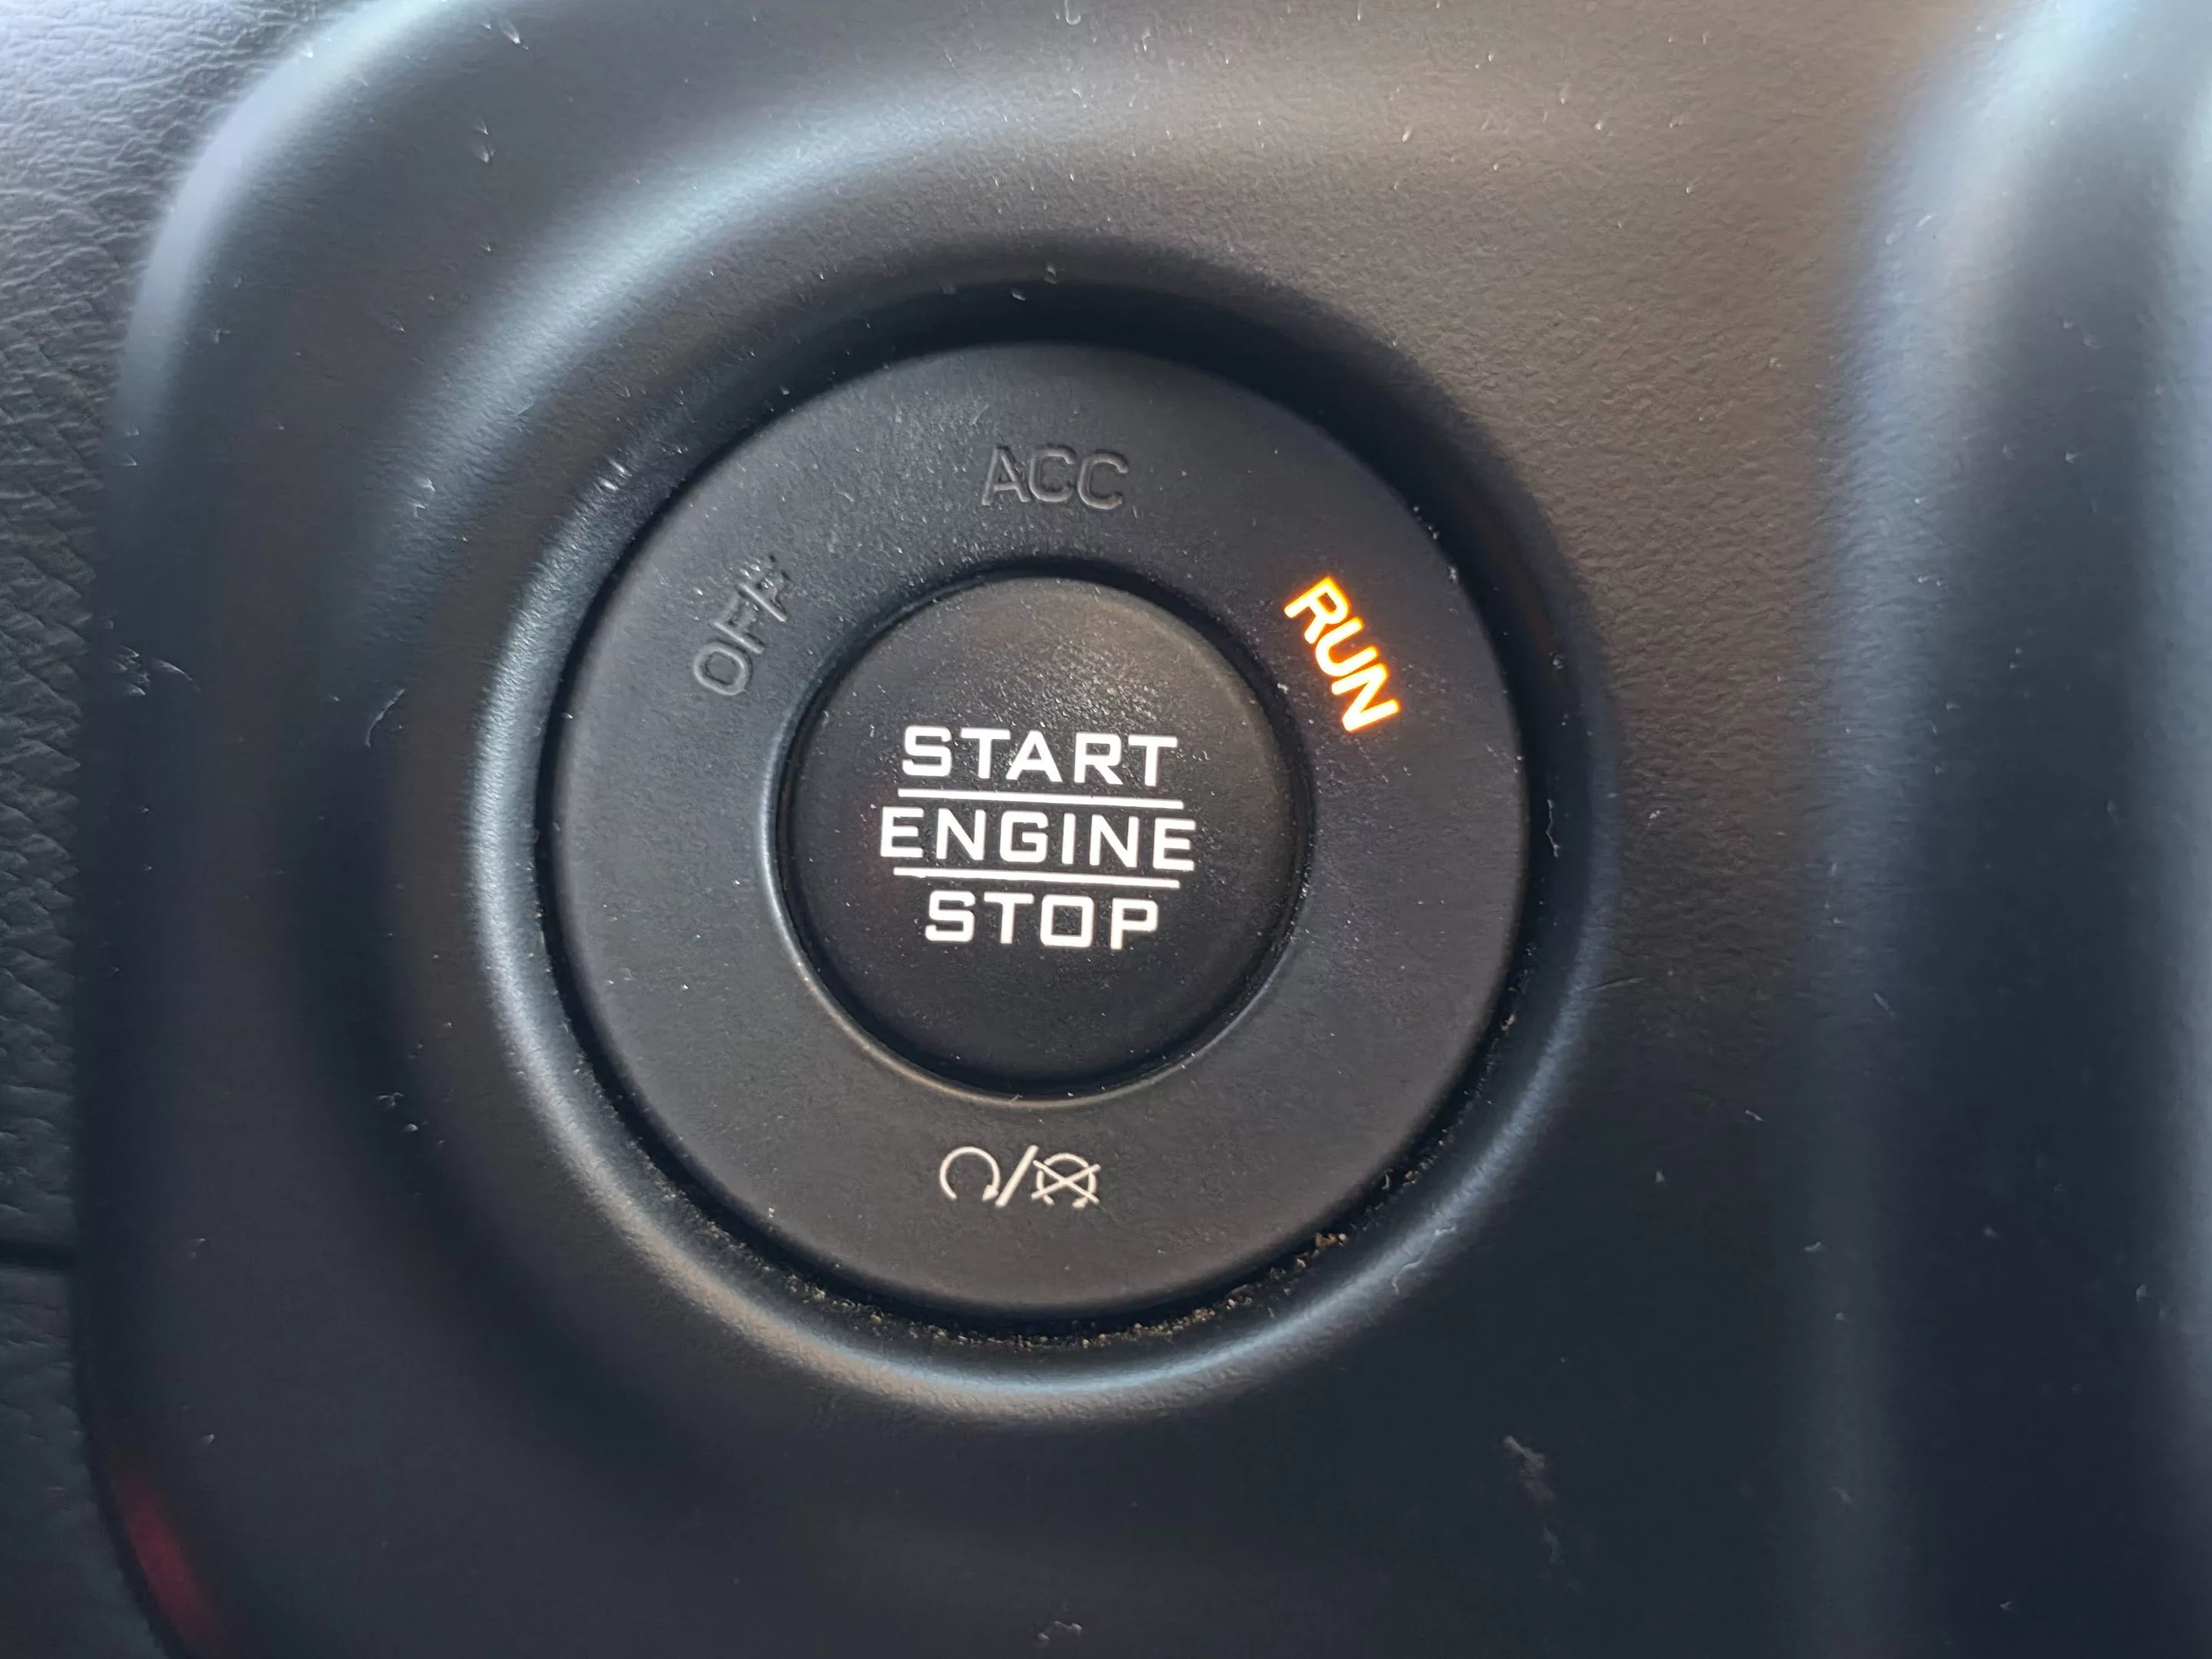 ACC
OFF
RUN
START
ENGINE
STOP